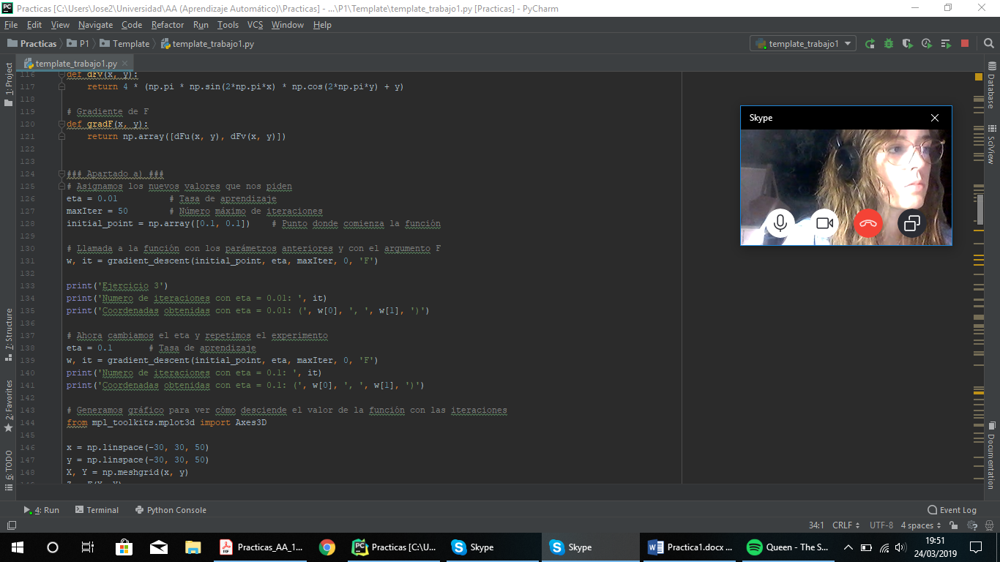 Practicas [C:\Users\Jose2\Universidad\AA (Aprendizaje Automático)\Practicas] - ...\P1\Template\template_trabajo1.py [Practicas] - PyCharm
File Edit View Navigate Code Refactor Run Tools VCS Window Help
Practicas P1 Template template_trabajo1.py template_trabajo1
template_trabajo1.py
1: Project
7: Structure
2: Favorites
6: TODO
116 def dFv(x, y):
117 return 4 * (np.pi * np.sin(2*np.pi*x) * np.cos(2*np.pi*y) + y)
118
119 # Gradiente de F
120 def gradF(x, y):
121 return np.array([dFu(x, y), dFv(x, y)])
122
123
124 ### Apartado a) ###
125 # Asignamos los nuevos valores que nos piden
126 eta = 0.01 # Tasa de aprendizaje
127 maxIter = 50 # Número máximo de iteraciones
128 initial_point = np.array([0.1, 0.1]) # Punto donde comienza la función
129
130 # Llamada a la función con los parámetros anteriores y con el argumento F
131 w, it = gradient_descent(initial_point, eta, maxIter, 0, 'F')
132
133 print('Ejercicio 3')
134 print('Numero de iteraciones con eta = 0.01: ', it)
135 print('Coordenadas obtenidas con eta = 0.01: (', w[0], ', ', w[1], ')')
136
137 # Ahora cambiamos el eta y repetimos el experimento
138 eta = 0.1 # Tasa de aprendizaje
139 w, it = gradient_descent(initial_point, eta, maxIter, 0, 'F')
140 print('Numero de iteraciones con eta = 0.1: ', it)
141 print('Coordenadas obtenidas con eta = 0.1: (', w[0], ', ', w[1], ')')
142
143 # Generamos gráfico para ver cómo desciende el valor de la función con las iteraciones
144 from mpl_toolkits.mplot3d import Axes3D
145
146 x = np.linspace(-30, 30, 50)
147 y = np.linspace(-30, 30, 50)
148 X, Y = np.meshgrid(x, y)
Skype
Database
SciView
Documentation
4: Run Terminal Python Console Event Log
34:1 CRLF UTF-8 4 spaces
Practicas_AA_1... Practicas [C:\U... Skype Skype Practica1.docx ... Queen - The S... 19:51
24/03/2019